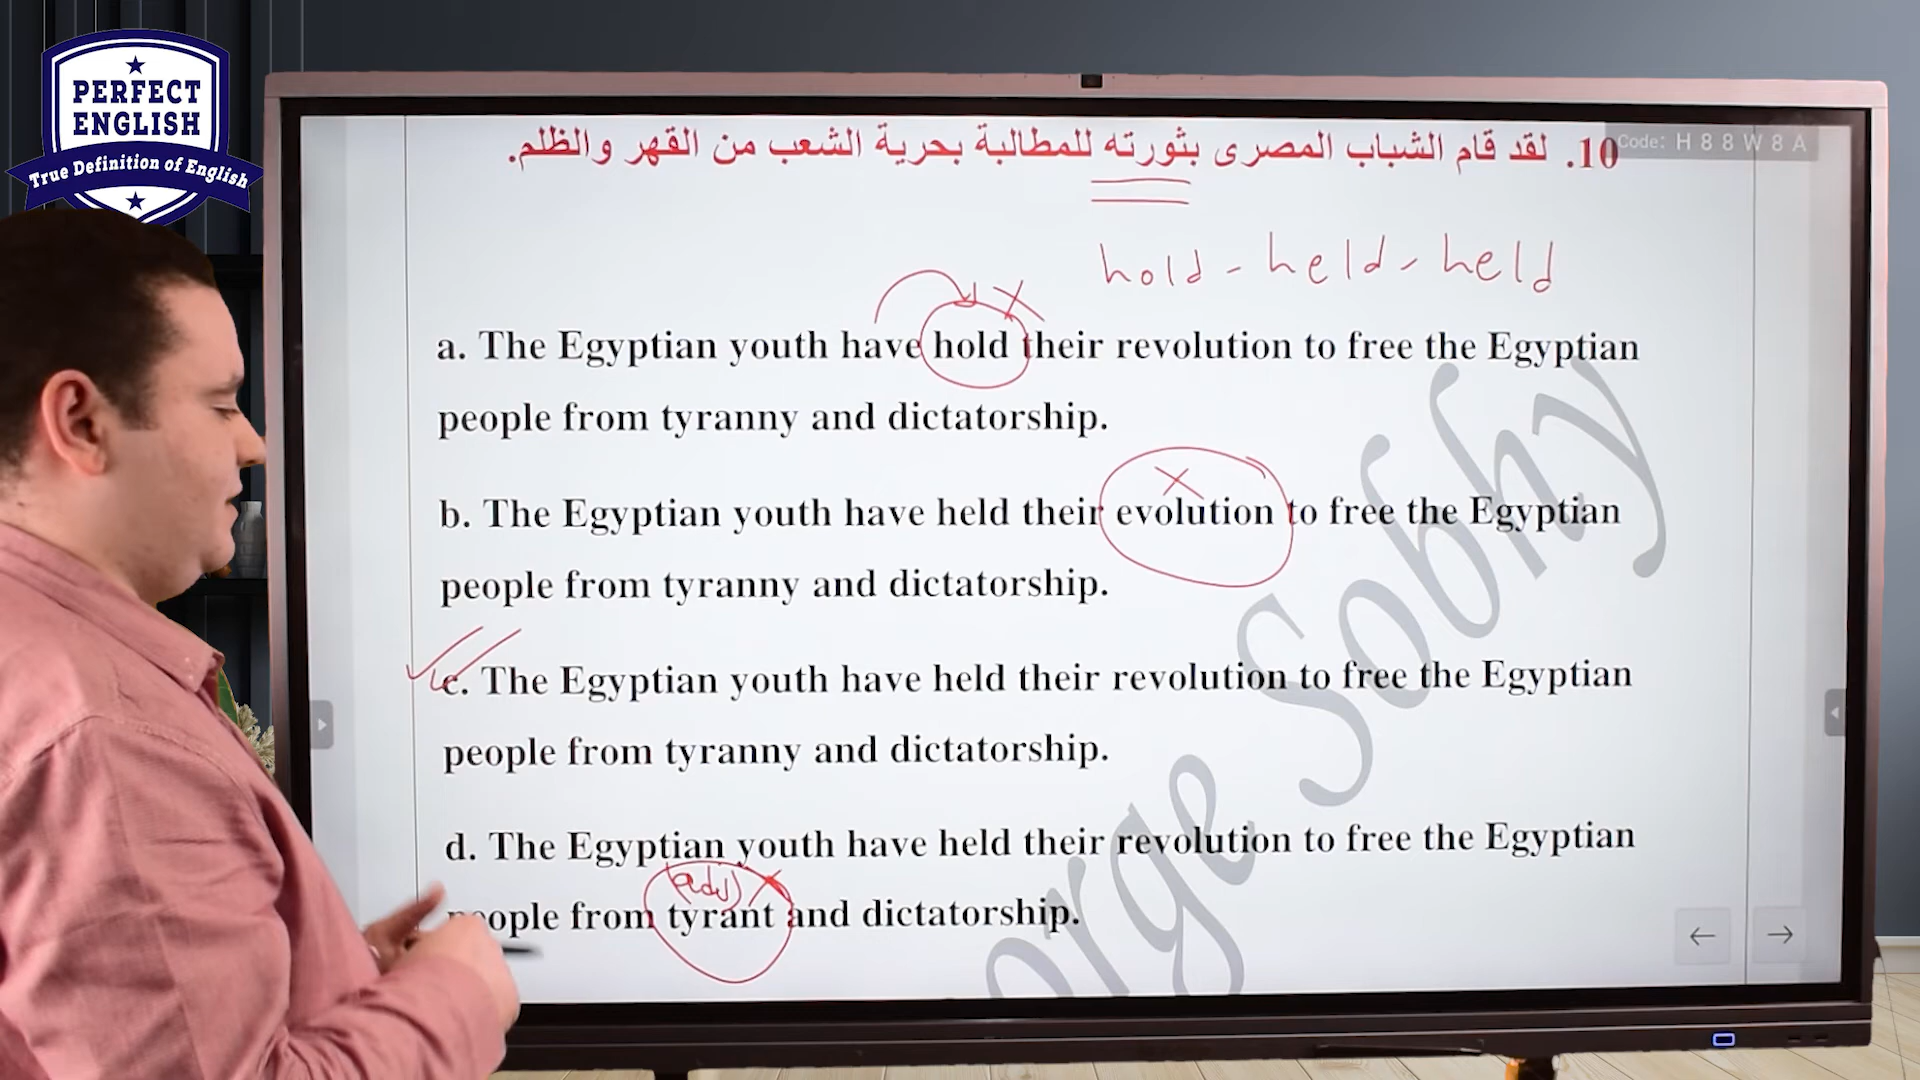 PERFECT
ENGLISH
True Definition of English
10. لقد قام الشباب المصرى بثورته للمطالبة بحرية الشعب من القهر والظلم.
Code: H 8 8 W 8 A
hold - held - held
a. The Egyptian youth have hold their revolution to free the Egyptian
people from tyranny and dictatorship.
b. The Egyptian youth have held their evolution to free the Egyptian
people from tyranny and dictatorship.
c. The Egyptian youth have held their revolution to free the Egyptian
people from tyranny and dictatorship.
d. The Egyptian youth have held their revolution to free the Egyptian
people from tyrant and dictatorship.
orge Sobhy